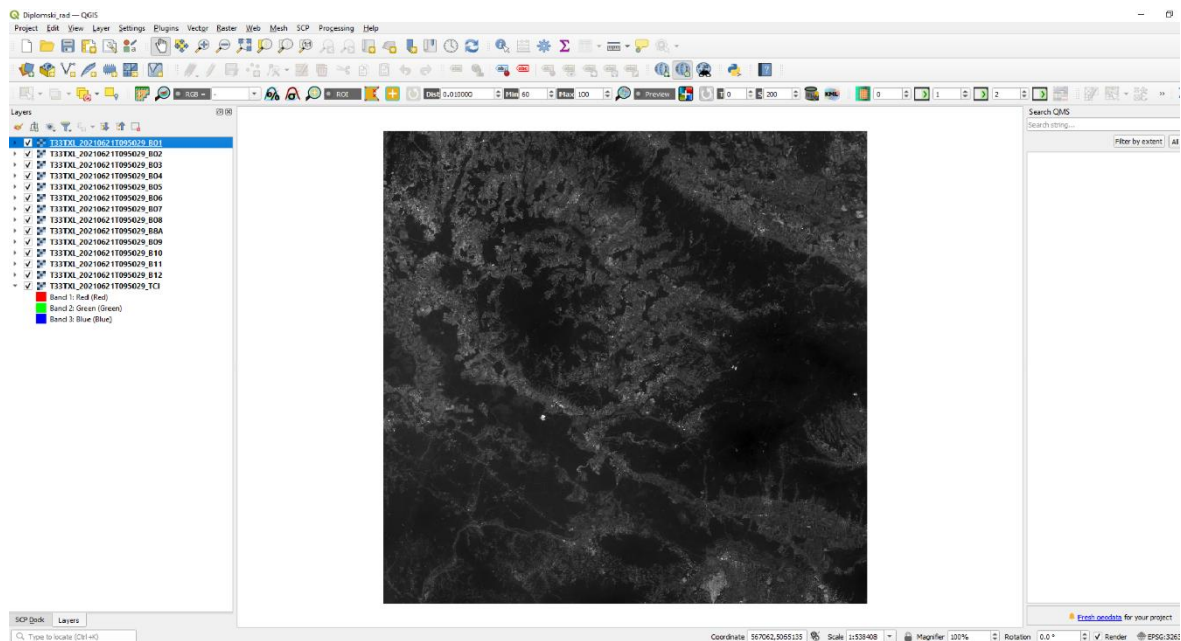 Diplomski_rad — QGIS
Project Edit View Layer Settings Plugins Vector Raster Web Mesh SCP Processing Help
RGB = - ROI Dist 0.010000 Min 60 Max 100 Preview T 0 S 200 KML 0 1 2
Layers
T33TXL_20210621T095029_B01
T33TXL_20210621T095029_B02
T33TXL_20210621T095029_B03
T33TXL_20210621T095029_B04
T33TXL_20210621T095029_B05
T33TXL_20210621T095029_B06
T33TXL_20210621T095029_B07
T33TXL_20210621T095029_B08
T33TXL_20210621T095029_B8A
T33TXL_20210621T095029_B09
T33TXL_20210621T095029_B10
T33TXL_20210621T095029_B11
T33TXL_20210621T095029_B12
T33TXL_20210621T095029_TCI
Band 1: Red (Red)
Band 2: Green (Green)
Band 3: Blue (Blue)
Search QMS
Search string...
Filter by extent All
SCP Dock Layers
Fresh geodata for your project
Type to locate (Ctrl+K)
Coordinate 567062,5065135 Scale 1:538408 Magnifier 100% Rotation 0.0 ° Render EPSG:3263